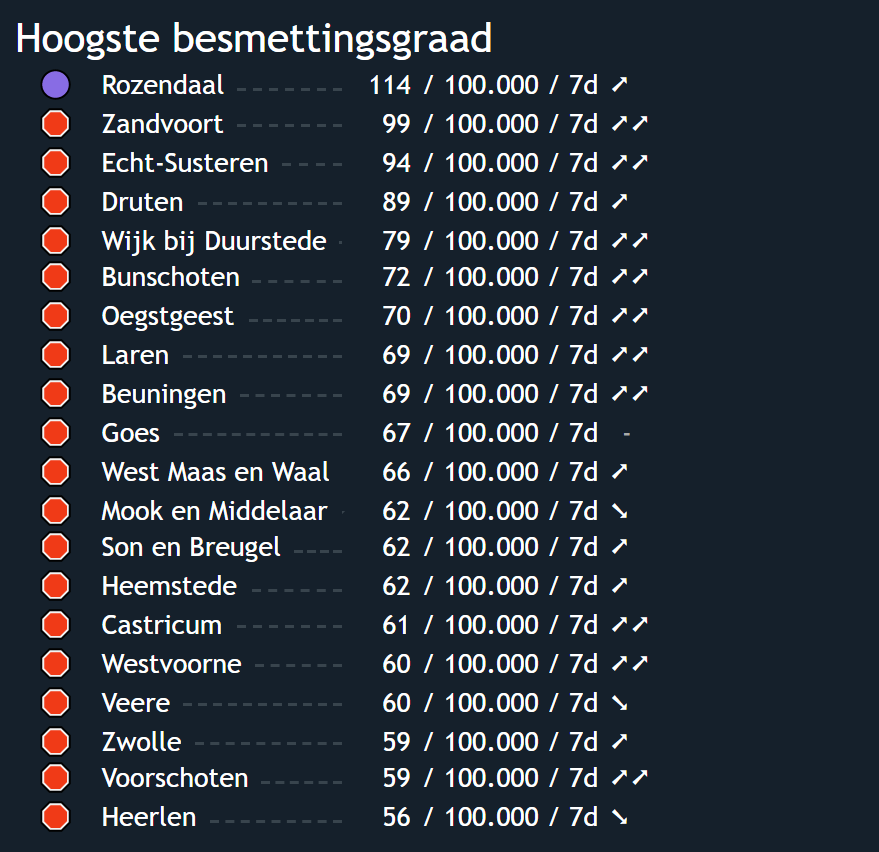 Hoogste besmettingsgraad
Rozendaal 114 / 100.000 / 7d ➚
Zandvoort 99 / 100.000 / 7d ➚➚
Echt-Susteren 94 / 100.000 / 7d ➚➚
Druten 89 / 100.000 / 7d ➚
Wijk bij Duurstede 79 / 100.000 / 7d ➚➚
Bunschoten 72 / 100.000 / 7d ➚➚
Oegstgeest 70 / 100.000 / 7d ➚➚
Laren 69 / 100.000 / 7d ➚➚
Beuningen 69 / 100.000 / 7d ➚➚
Goes 67 / 100.000 / 7d -
West Maas en Waal 66 / 100.000 / 7d ➚
Mook en Middelaar 62 / 100.000 / 7d ➘
Son en Breugel 62 / 100.000 / 7d ➚
Heemstede 62 / 100.000 / 7d ➚
Castricum 61 / 100.000 / 7d ➚➚
Westvoorne 60 / 100.000 / 7d ➚➚
Veere 60 / 100.000 / 7d ➘
Zwolle 59 / 100.000 / 7d ➚
Voorschoten 59 / 100.000 / 7d ➚➚
Heerlen 56 / 100.000 / 7d ➘